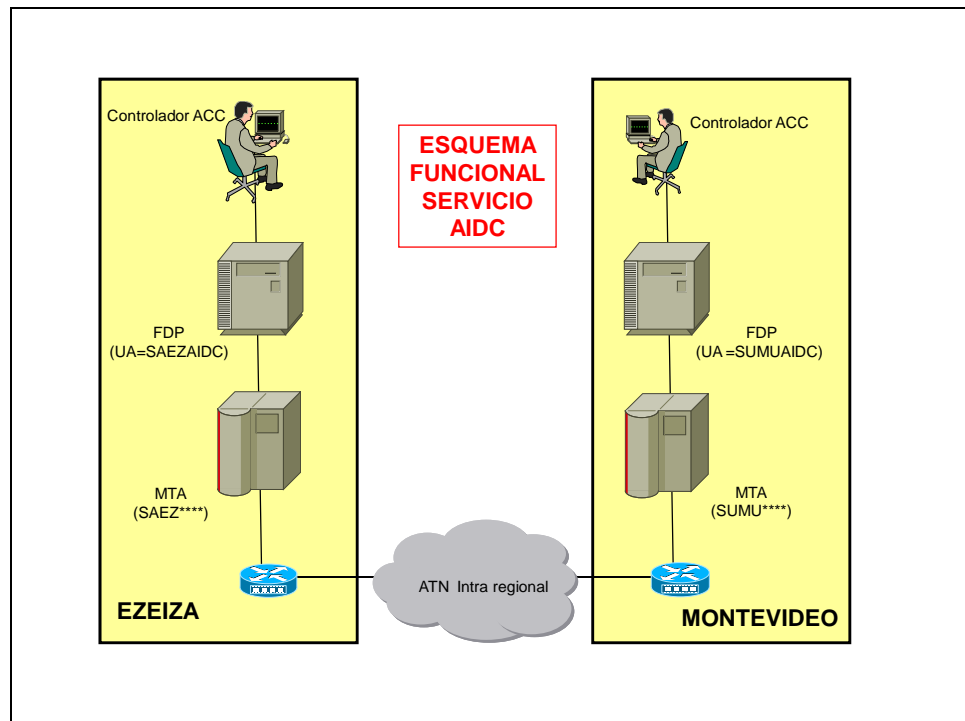 Controlador ACC
FDP
(UA=SAEZAIDC)
MTA
(SAEZ****)
EZEIZA
ESQUEMA
FUNCIONAL
SERVICIO
AIDC
ATN Intra regional
Controlador ACC
FDP
(UA =SUMUAIDC)
MTA
(SUMU****)
MONTEVIDEO